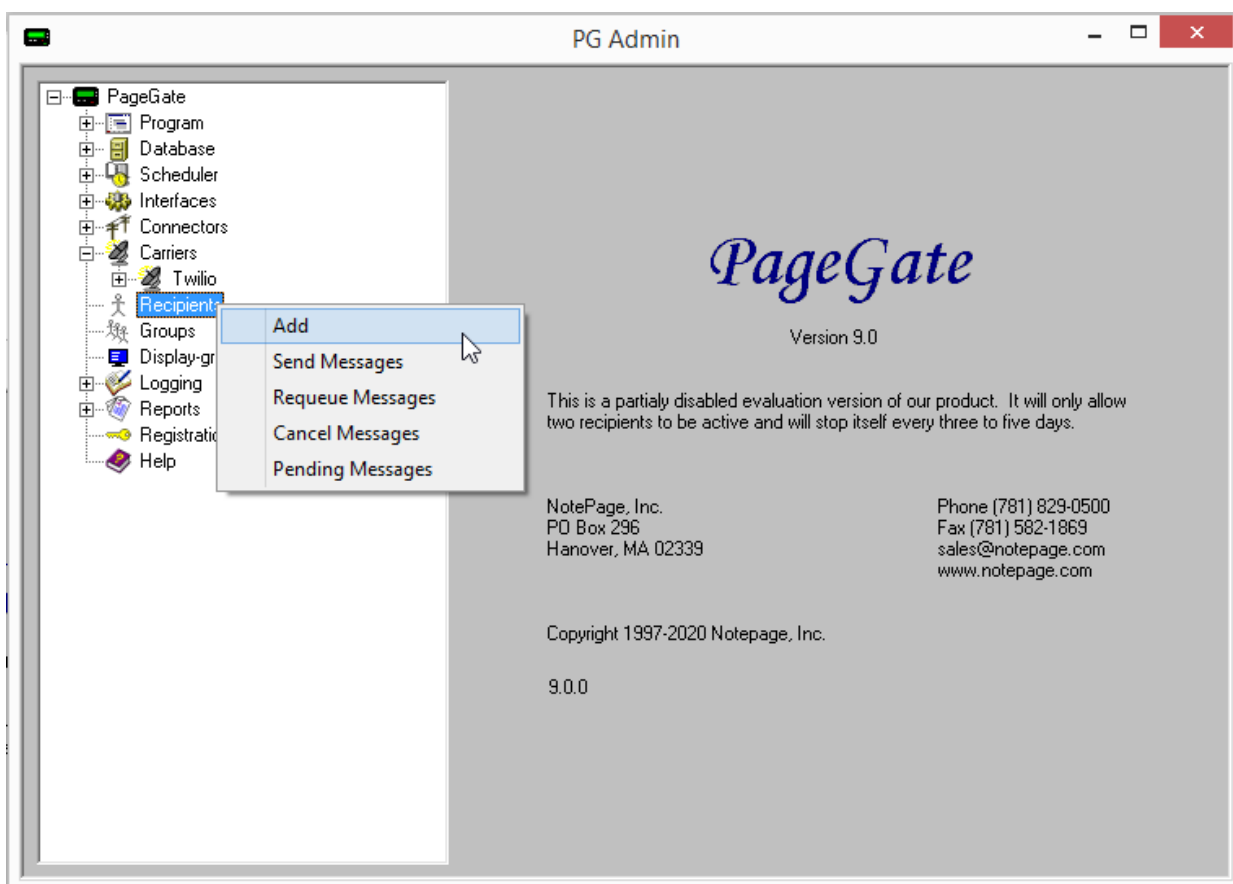 PG Admin
PageGate
Program
Database
Scheduler
Interfaces
Connectors
Carriers
Twilio
Recipients
Groups
Display-gr
Logging
Reports
Registratio
Help
Add
Send Messages
Requeue Messages
Cancel Messages
Pending Messages
PageGate
Version 9.0
This is a partialy disabled evaluation version of our product. It will only allow
two recipients to be active and will stop itself every three to five days.
NotePage, Inc.
PO Box 296
Hanover, MA 02339
Phone (781) 829-0500
Fax (781) 582-1869
sales@notepage.com
www.notepage.com
Copyright 1997-2020 Notepage, Inc.
9.0.0